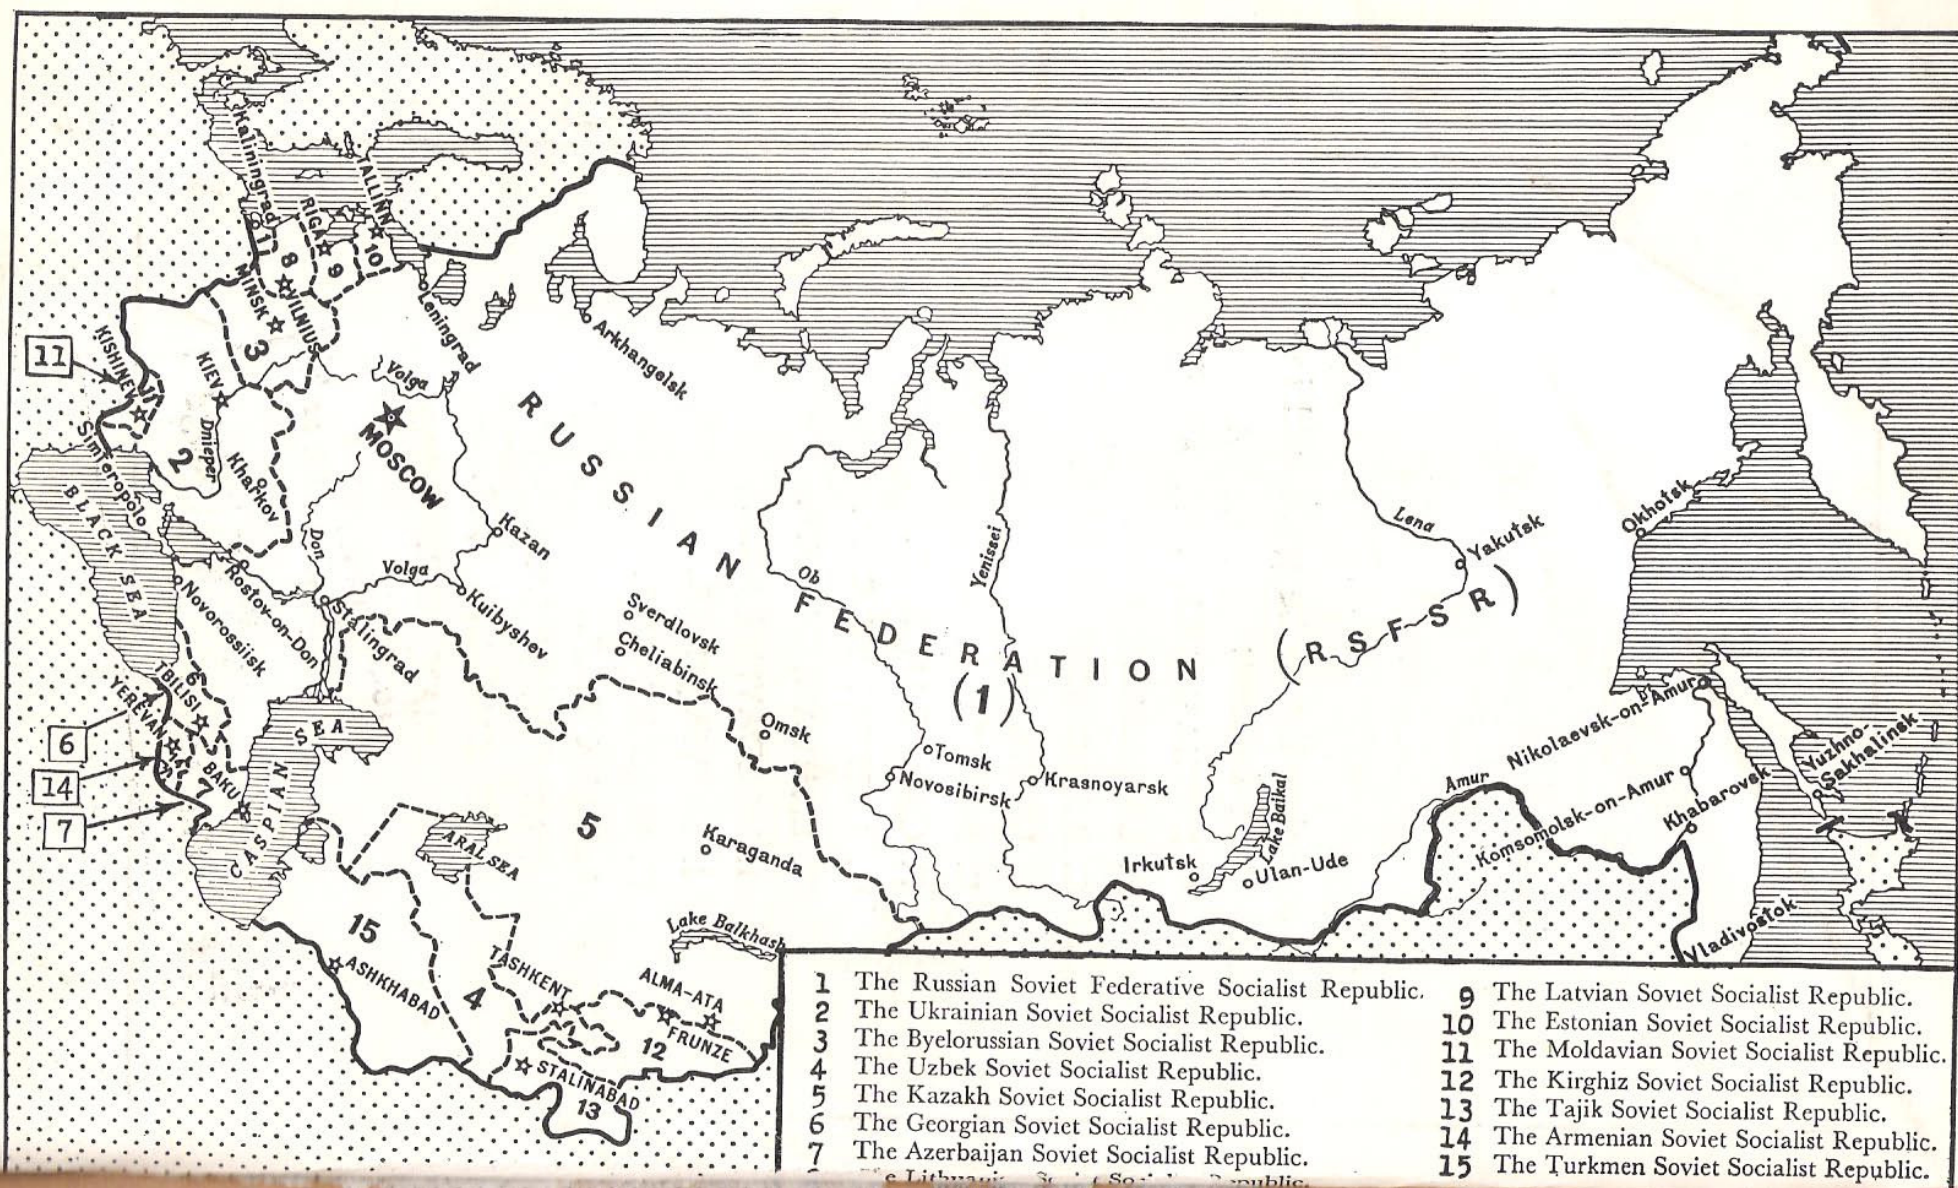 Kaliningrad
TALLINN
RIGA
1
8
9
10
MINSK
VILNIUS
Leningrad
11
KISHINEV
KIEV
3
Volga
Arkhangelsk
MOSCOW
2
Dnieper
Kharkov
Simferopolo
BLACK SEA
Don
Volga
Kazan
RUSSIAN FEDERATION (RSFSR)
(1)
Ob
Yenissei
Lena
Yakutsk
Okhotsk
Rostov-on-Don
Novorossiisk
Stalingrad
Kuibyshev
Sverdlovsk
Cheliabinsk
Omsk
Tomsk
Novosibirsk
Krasnoyarsk
Irkutsk
Lake Baikal
Ulan-Ude
Amur
Nikolaevsk-on-Amur
Komsomolsk-on-Amur
Khabarovsk
Yuzhno-
Sakhalinsk
Vladivostok
6
TBILISI
YEREVAN
6
14
14
7
BAKU
7
CASPIAN SEA
ARAL SEA
5
Karaganda
Lake Balkhash
15
ASHKHABAD
4
TASHKENT
ALMA-ATA
FRUNZE
12
STALINABAD
13
1 The Russian Soviet Federative Socialist Republic.
2 The Ukrainian Soviet Socialist Republic.
3 The Byelorussian Soviet Socialist Republic.
4 The Uzbek Soviet Socialist Republic.
5 The Kazakh Soviet Socialist Republic.
6 The Georgian Soviet Socialist Republic.
7 The Azerbaijan Soviet Socialist Republic.
9 The Latvian Soviet Socialist Republic.
10 The Estonian Soviet Socialist Republic.
11 The Moldavian Soviet Socialist Republic.
12 The Kirghiz Soviet Socialist Republic.
13 The Tajik Soviet Socialist Republic.
14 The Armenian Soviet Socialist Republic.
15 The Turkmen Soviet Socialist Republic.